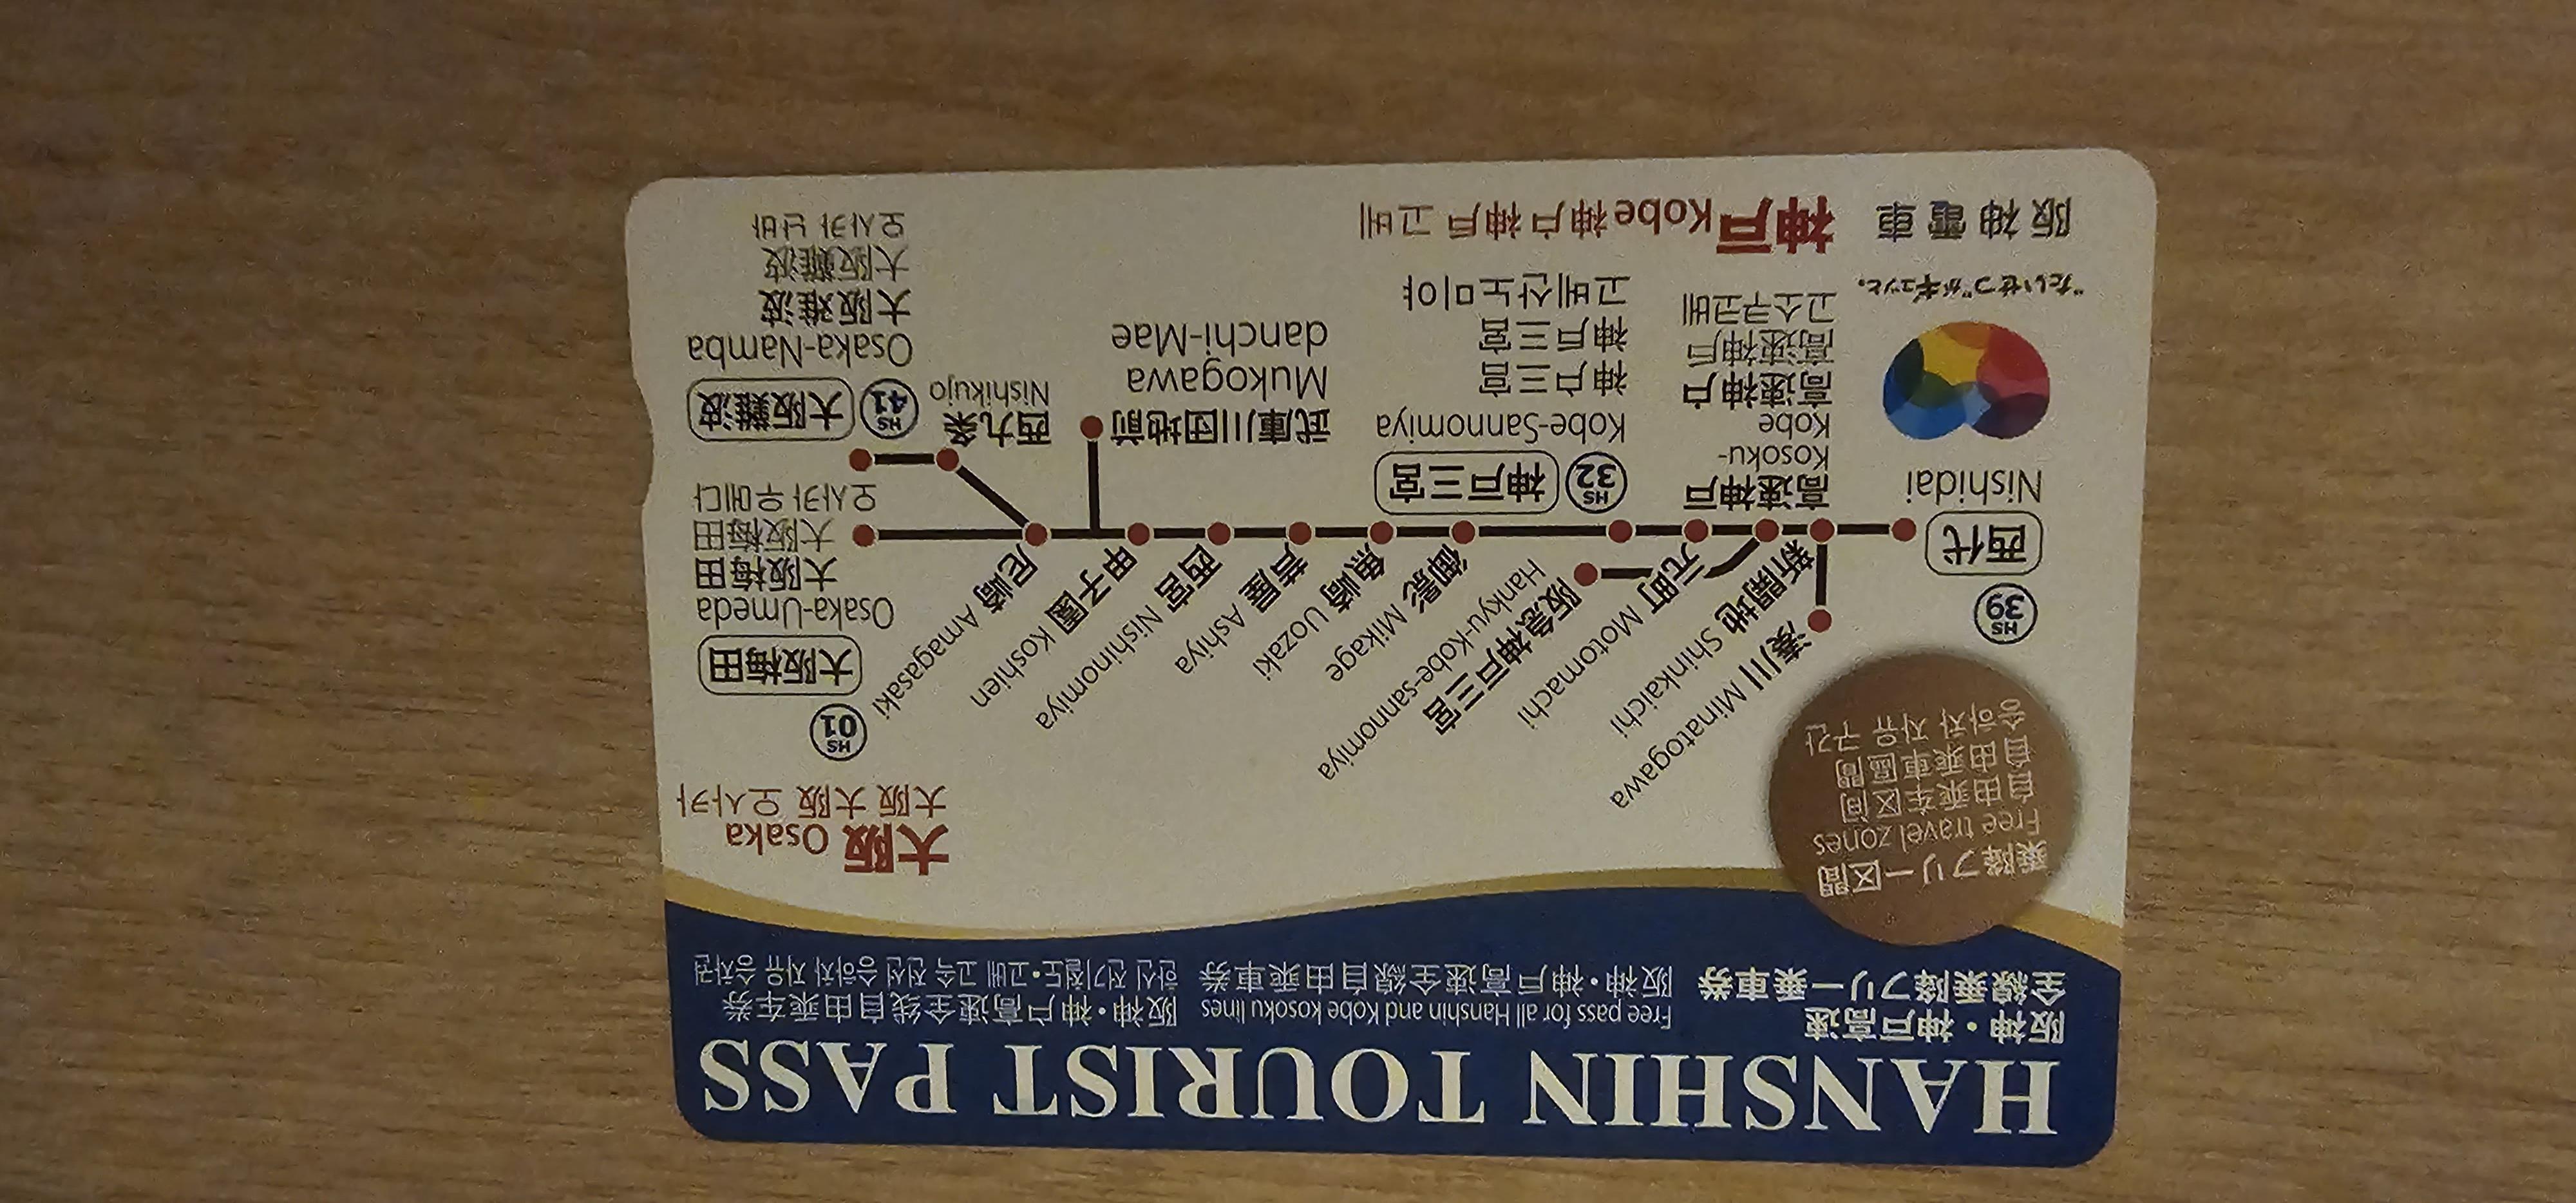 HANSHIN TOURIST PASS
阪神・神戸高速
全線乗降フリー乗車券
Free pass for all Hanshin and Kobe kosoku lines
阪神・神戸高速全線自由乘車券
阪神・神户高速全线自由乘车券
한신 전기철도・고베 고속 전선 승하차 자유 승차권
乗降フリー区間
Free travel zones
自由乘车区间
自由乘車區間
승하차 자유 구간
大阪 Osaka
大阪 大阪 오사카
HS 39
西代
Nishidai
湊川 Minatogawa
新開地 Shinkaichi
高速神戸
Kosoku-
Kobe
高速神户
高速神戶
고소쿠코베
元町 Motomachi
阪急神戸三宮
Hankyu-Kobe-sannomiya
HS 32
神戸三宮
Kobe-Sannomiya
神户三宫
神戶三宮
고베산노미야
御影 Mikage
魚崎 Uozaki
芦屋 Ashiya
西宮 Nishinomiya
甲子園 Koshien
武庫川団地前
Mukogawa
danchi-Mae
尼崎 Amagasaki
HS 01
大阪梅田
Osaka-Umeda
大阪梅田
大阪梅田
오사카 우메다
西九条
Nishikujo
HS 41
大阪難波
Osaka-Namba
大阪难波
大阪難波
오사카 난바
"たいせつ"がギュッと。
阪神電車
神戸 Kobe 神户 神戶 고베